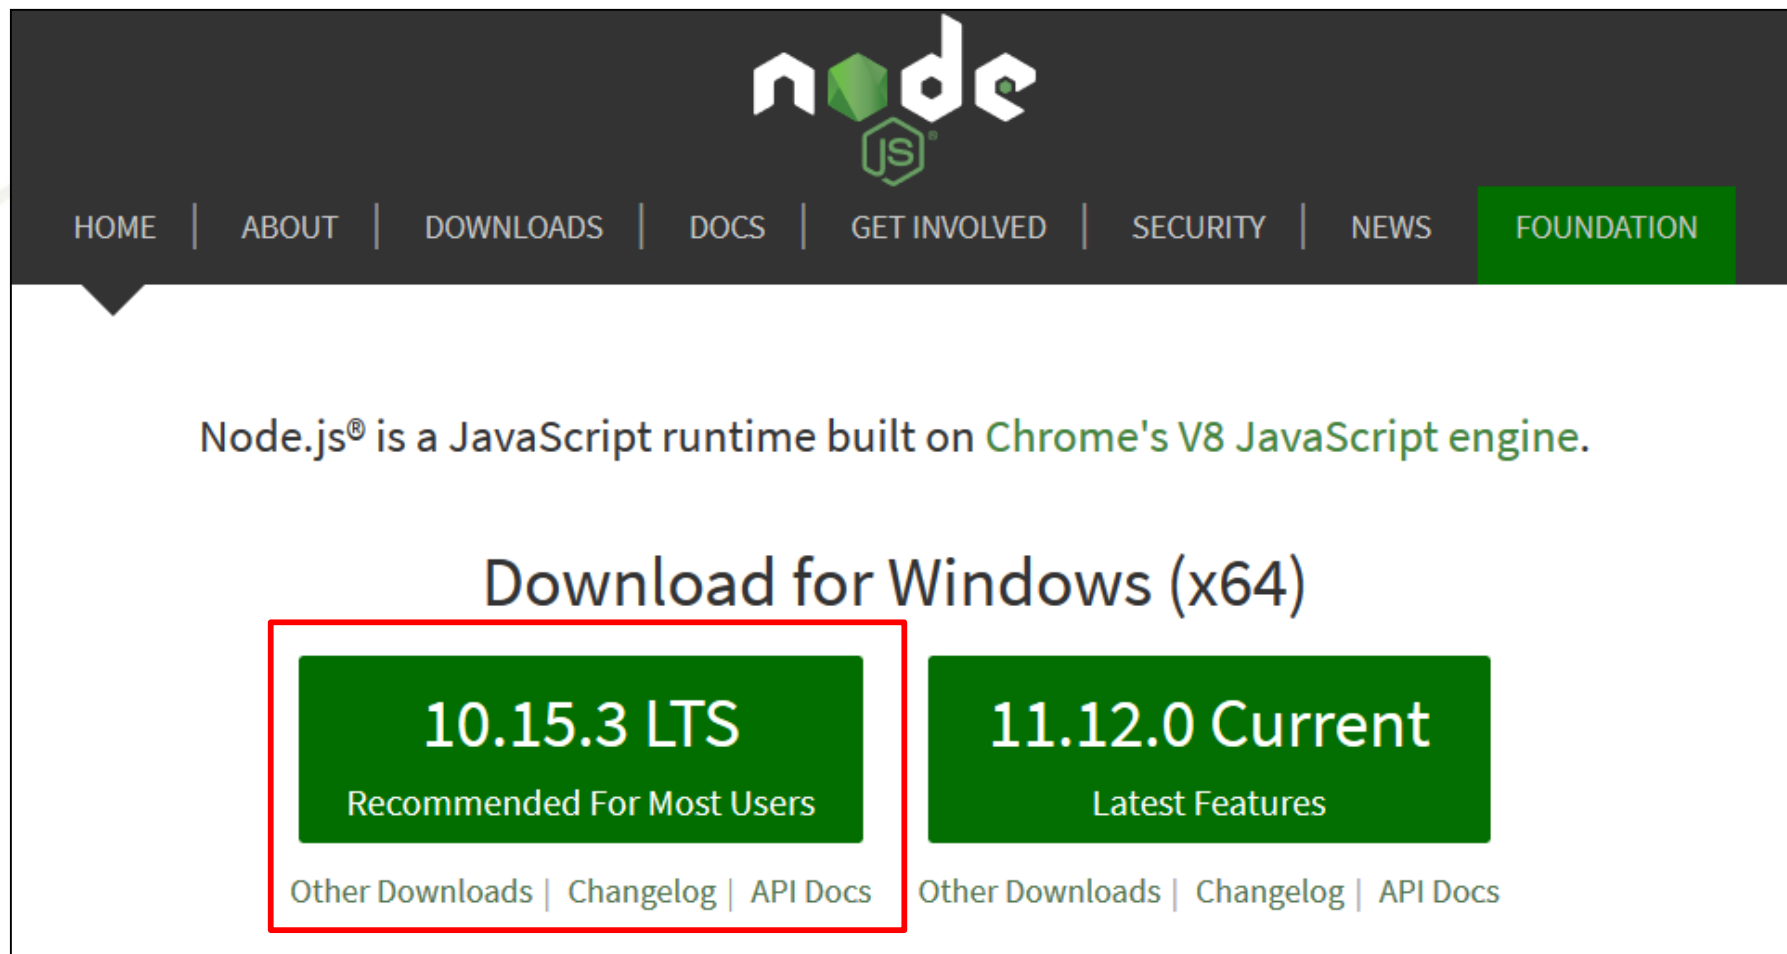 node
JS®
HOME | ABOUT | DOWNLOADS | DOCS | GET INVOLVED | SECURITY | NEWS FOUNDATION
Node.js® is a JavaScript runtime built on Chrome's V8 JavaScript engine.
Download for Windows (x64)
10.15.3 LTS
Recommended For Most Users
Other Downloads | Changelog | API Docs
11.12.0 Current
Latest Features
Other Downloads | Changelog | API Docs